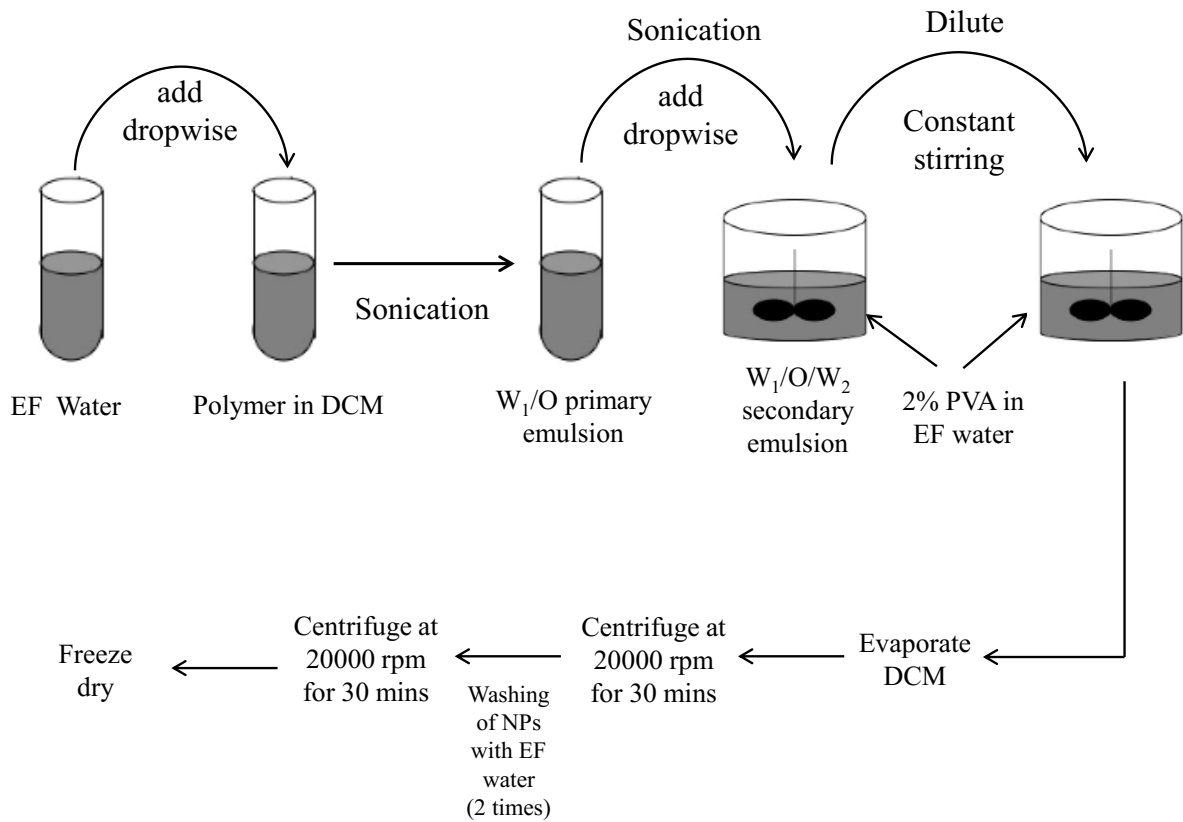 add
dropwise
Sonication
add
dropwise
Dilute
Constant
stirring
Sonication
EF Water
Polymer in DCM
W₁/O primary
emulsion
W₁/O/W₂
secondary
emulsion
2% PVA in
EF water
Evaporate
DCM
Centrifuge at
20000 rpm
for 30 mins
Washing
of NPs
with EF
water
(2 times)
Centrifuge at
20000 rpm
for 30 mins
Freeze
dry